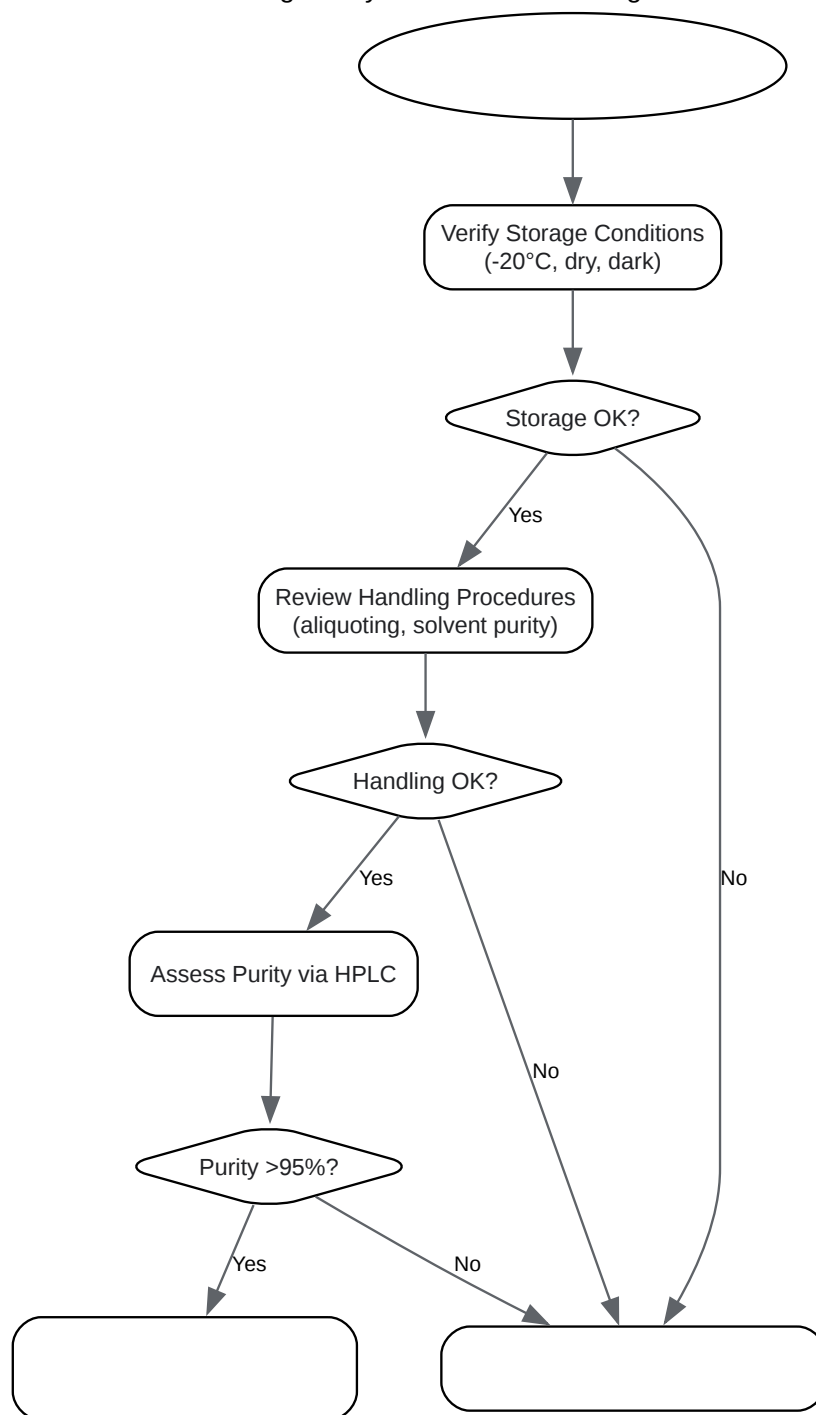 Verify Storage Conditions
(-20°C, dry, dark)
Storage OK?
Yes
Review Handling Procedures
(aliquoting, solvent purity)
Handling OK?
Yes
No
Assess Purity via HPLC
No
Purity >95%?
Yes
No